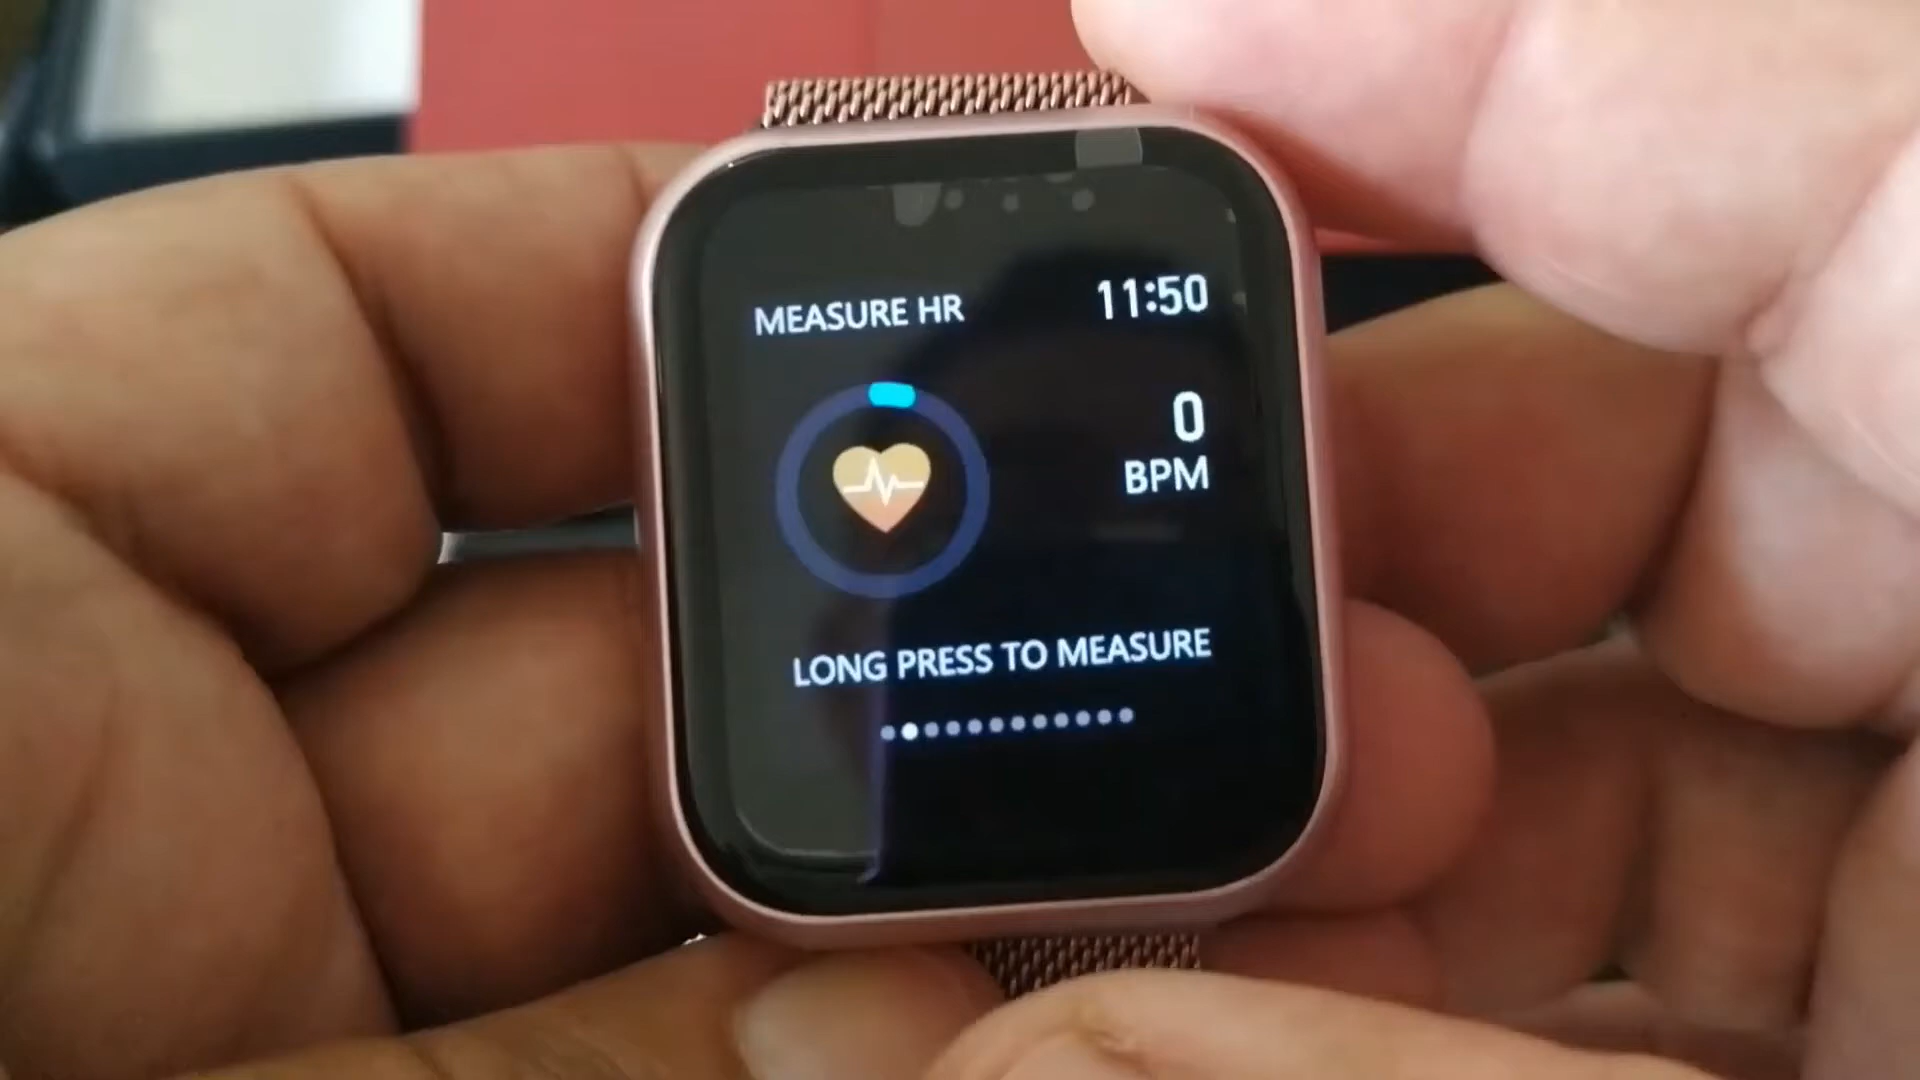 MEASURE HR
11:50
0
BPM
LONG PRESS TO MEASURE